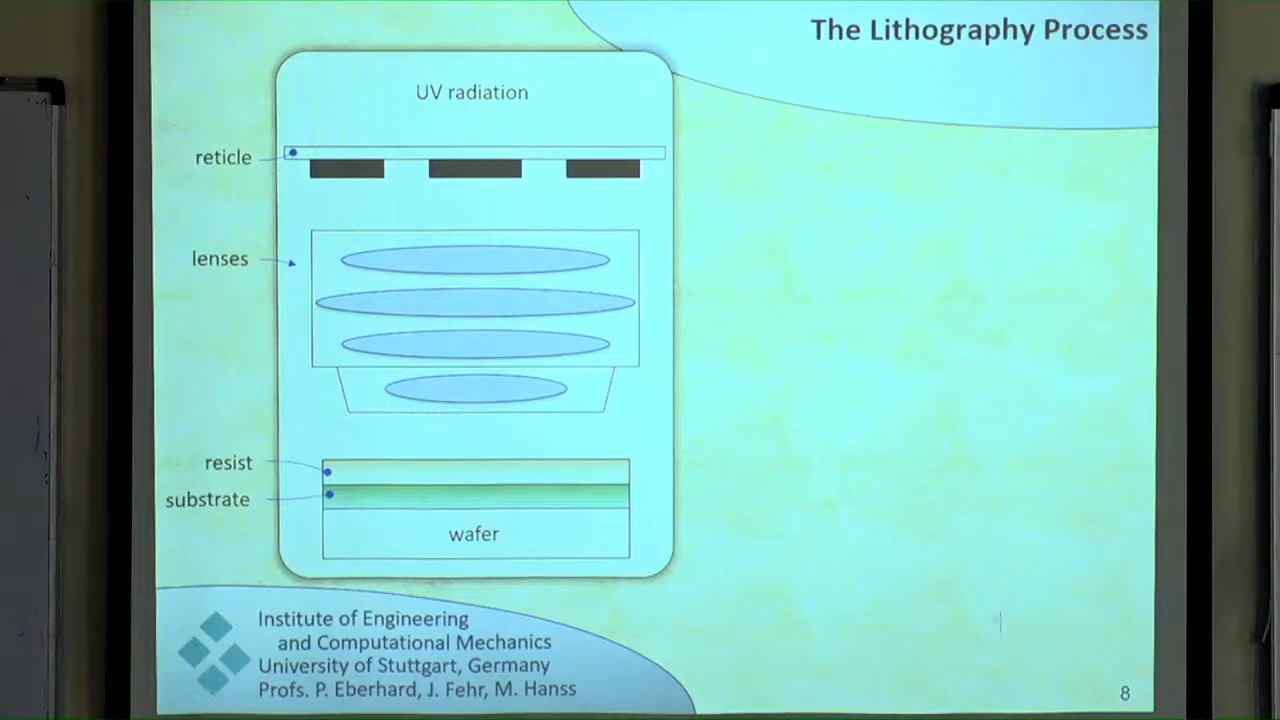 The Lithography Process
UV radiation
reticle
lenses
resist
substrate
wafer
Institute of Engineering
and Computational Mechanics
University of Stuttgart, Germany
Profs. P. Eberhard, J. Fehr, M. Hanss
8